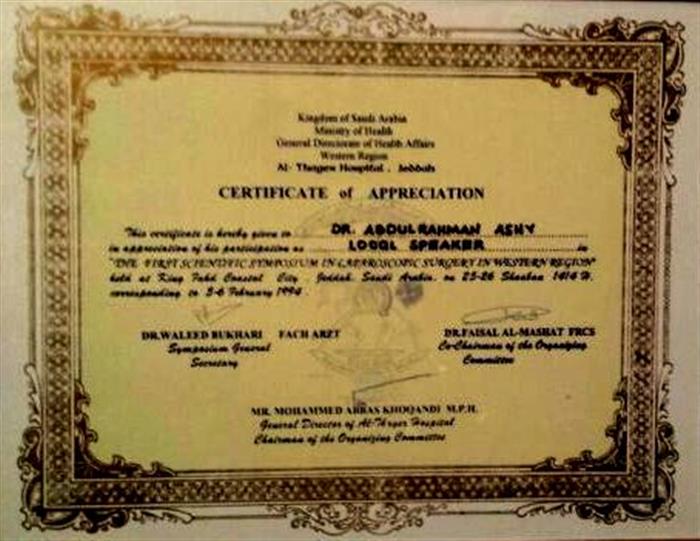 Kingdom of Saudi Arabia
Ministry of Health
General Directorate of Health Affairs
Western Region
Al-Thager Hospital, Jeddah
CERTIFICATE of APPRECIATION
This certificate is hereby given to DR. ABDULRAHMAN ASHY
in appreciation of his participation as LOCAL SPEAKER in
"THE FIRST SCIENTIFIC SYMPOSIUM IN LAPAROSCOPIC SURGERY IN WESTERN REGION"
held at King Fahd Coastal City Jeddah, Saudi Arabia, on 25-26 Shaaban 1414 H,
corresponding to 5-6 February 1994.
DR.WALEED BUKHARI FACH ARZT
Symposium General
Secretary
DR.FAISAL AL-MASHAT FRCS
Co-Chairman of the Organizing
Committee
MR. MOHAMMED ABBAS KHOQANDI M.P.H.
General Director of Al-Thager Hospital
Chairman of the Organizing Committee